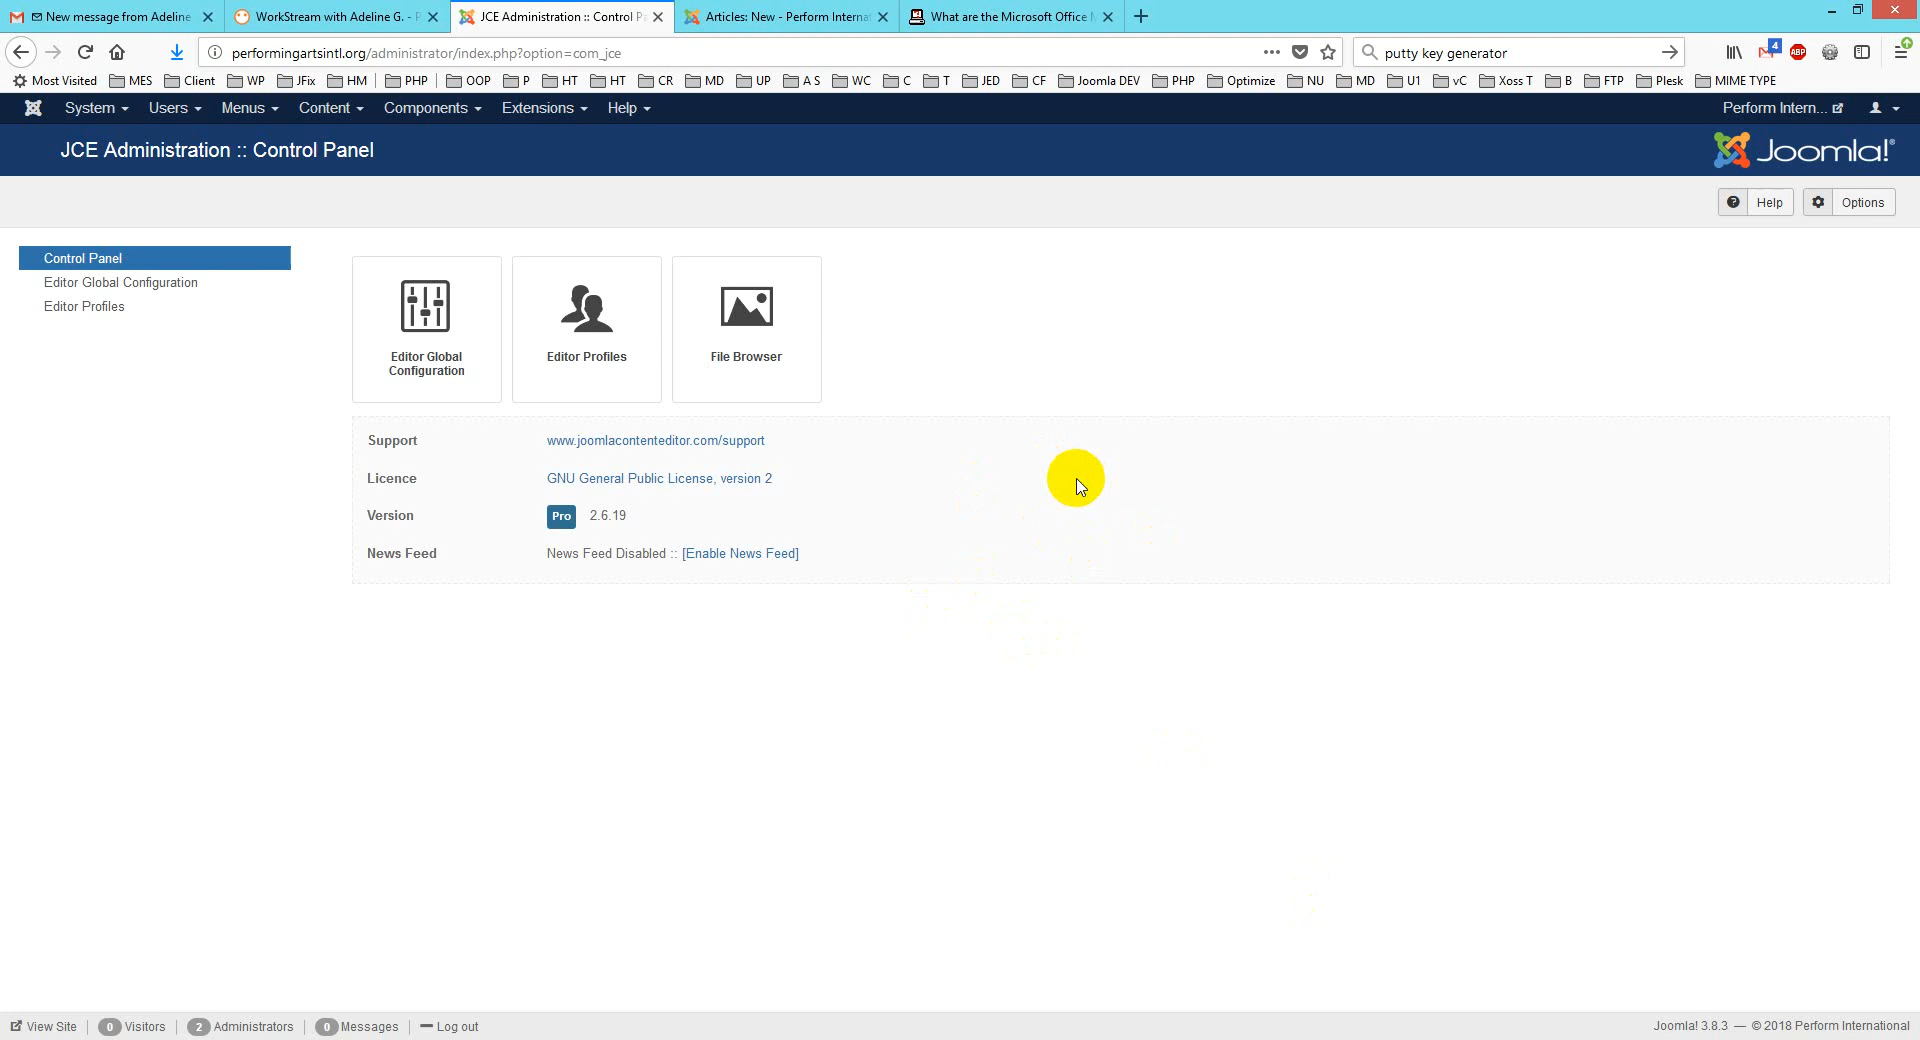 New message from Adeline
WorkStream with Adeline G. - P
JCE Administration :: Control Pa
Articles: New - Perform Internat
What are the Microsoft Office M
performingartsintl.org/administrator/index.php?option=com_jce
putty key generator
4
ABP
Most Visited MES Client WP JFix HM PHP OOP P HT HT CR MD UP A S WC C T JED CF Joomla DEV PHP Optimize NU MD U1 vC Xoss T B FTP Plesk MIME TYPE
System Users Menus Content Components Extensions Help Perform Intern...
JCE Administration :: Control Panel
Joomla!®
Help Options
Control Panel
Editor Global Configuration
Editor Profiles
Editor Global
Configuration
Editor Profiles
File Browser
Support www.joomlacontenteditor.com/support
Licence GNU General Public License, version 2
Version Pro 2.6.19
News Feed News Feed Disabled :: [Enable News Feed]
View Site 0 Visitors 2 Administrators 0 Messages Log out
Joomla! 3.8.3 — © 2018 Perform International